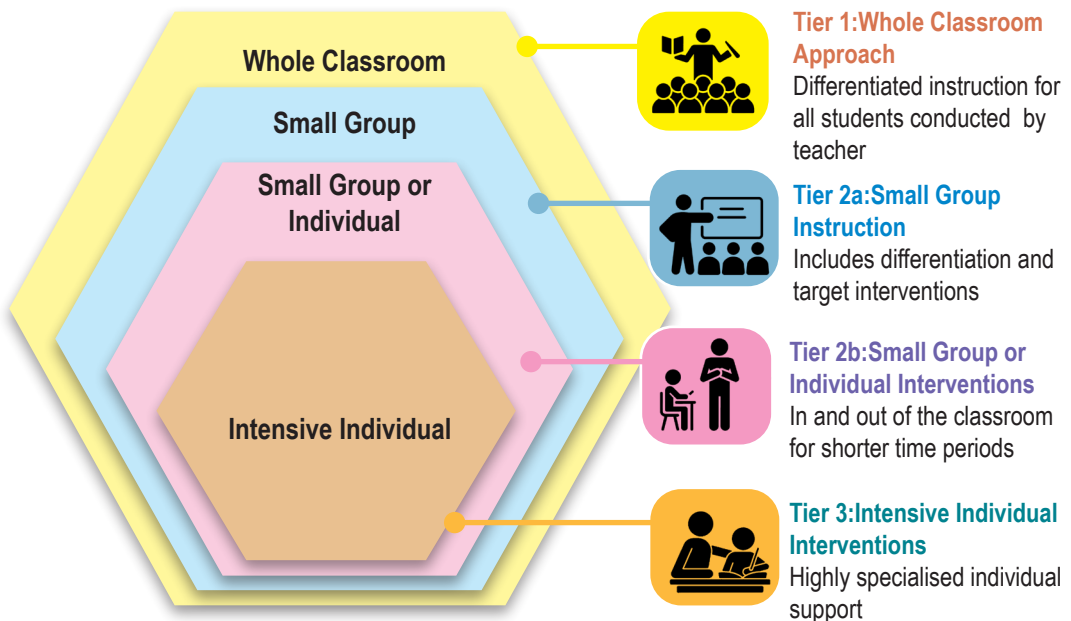 Whole Classroom
Small Group
Small Group or
Individual
Intensive Individual
Tier 1:Whole Classroom
Approach
Differentiated instruction for
all students conducted by
teacher
Tier 2a:Small Group
Instruction
Includes differentiation and
target interventions
Tier 2b:Small Group or
Individual Interventions
In and out of the classroom
for shorter time periods
Tier 3:Intensive Individual
Interventions
Highly specialised individual
support